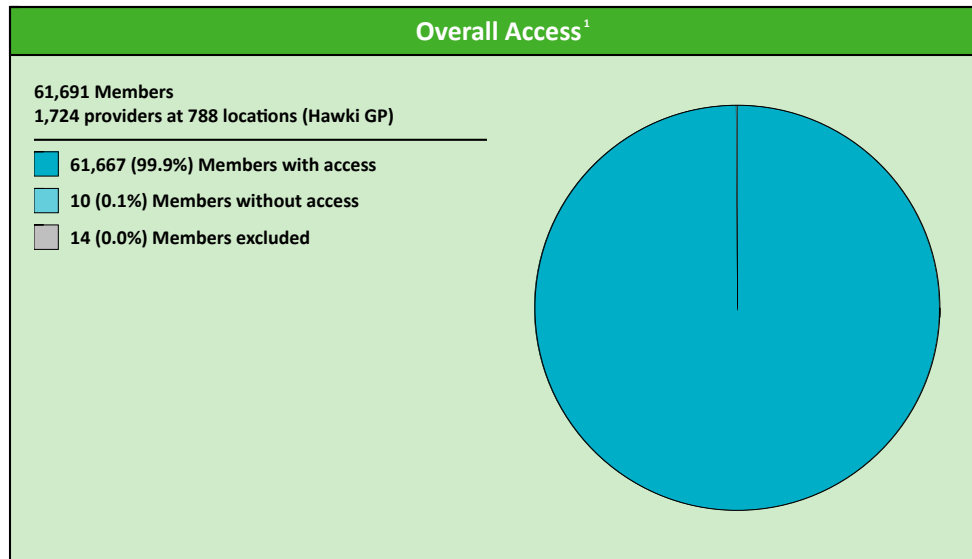 Overall Access¹
61,691 Members
1,724 providers at 788 locations (Hawki GP)
61,667 (99.9%) Members with access
10 (0.1%) Members without access
14 (0.0%) Members excluded